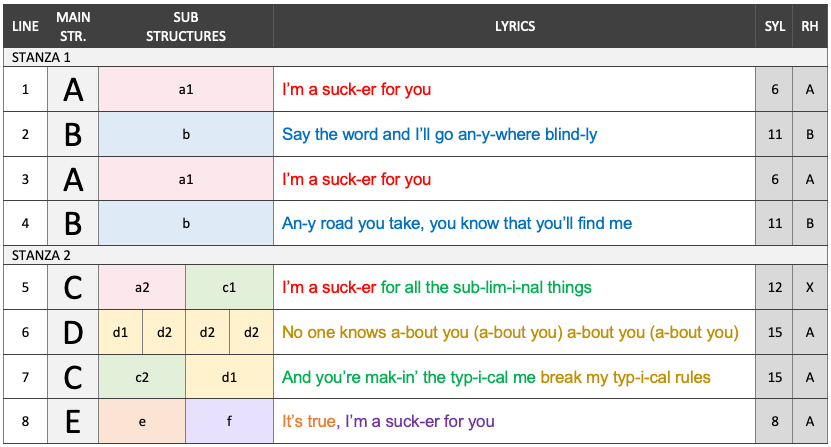 LINE MAIN STR. SUB STRUCTURES LYRICS SYL RH
STANZA 1
1 A a1 I'm a suck-er for you 6 A
2 B b Say the word and I'll go an-y-where blind-ly 11 B
3 A a1 I'm a suck-er for you 6 A
4 B b An-y road you take, you know that you'll find me 11 B
STANZA 2
5 C a2 c1 I'm a suck-er for all the sub-lim-i-nal things 12 X
6 D d1 d2 d2 d2 No one knows a-bout you (a-bout you) a-bout you (a-bout you) 15 A
7 C c2 d1 And you're mak-in' the typ-i-cal me break my typ-i-cal rules 15 A
8 E e f It's true, I'm a suck-er for you 8 A